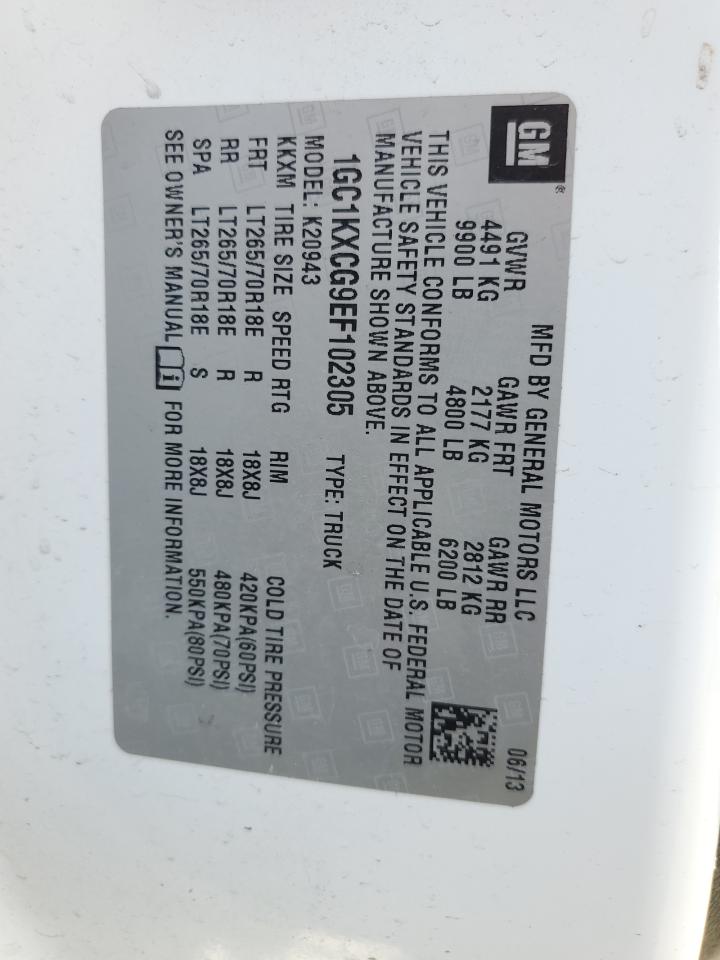 GM ®
MFD BY GENERAL MOTORS LLC 06/13
GVWR GAWR FRT GAWR RR
4491 KG 2177 KG 2812 KG
9900 LB 4800 LB 6200 LB
THIS VEHICLE CONFORMS TO ALL APPLICABLE U.S. FEDERAL MOTOR
VEHICLE SAFETY STANDARDS IN EFFECT ON THE DATE OF
MANUFACTURE SHOWN ABOVE.
1GC1KXCG9EF102305 TYPE: TRUCK
MODEL: K20943
KKXM TIRE SIZE SPEED RTG RIM COLD TIRE PRESSURE
FRT LT265/70R18E R 18X8J 420KPA(60PSI)
RR LT265/70R18E R 18X8J 480KPA(70PSI)
SPA LT265/70R18E S 18X8J 550KPA(80PSI)
SEE OWNER'S MANUAL i FOR MORE INFORMATION.